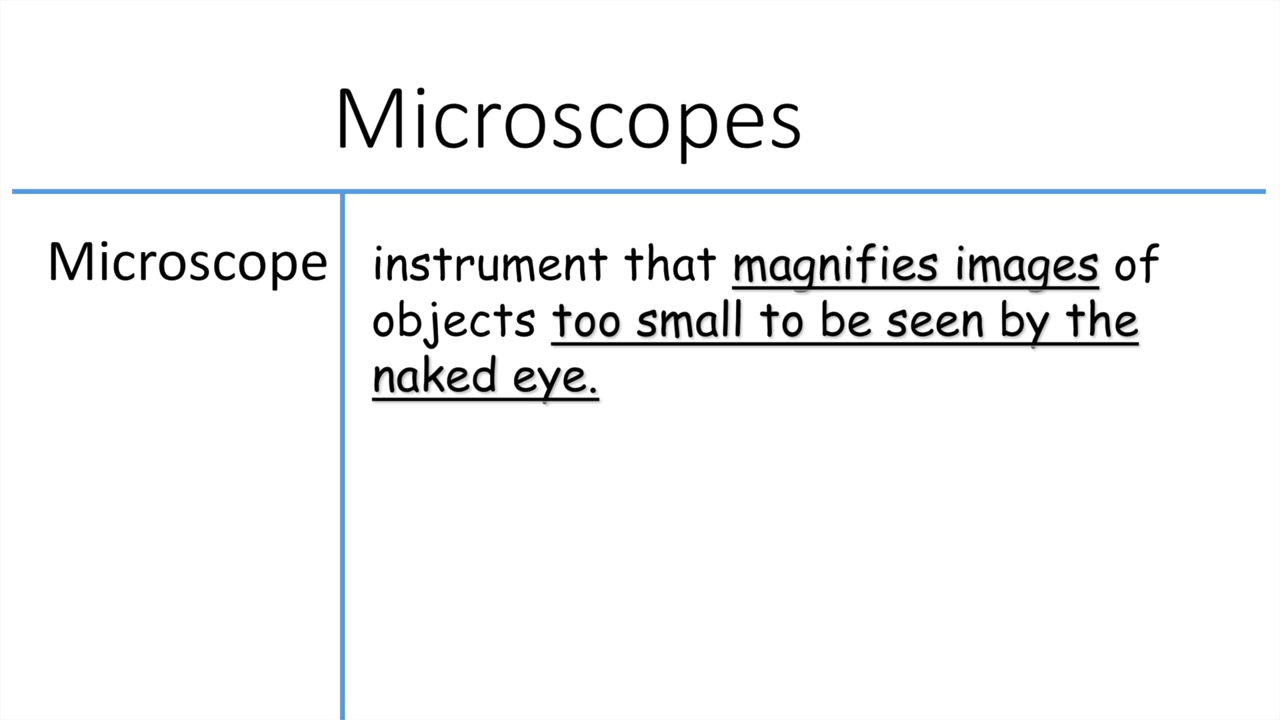 Microscopes
Microscope
instrument that magnifies images of
objects too small to be seen by the
naked eye.